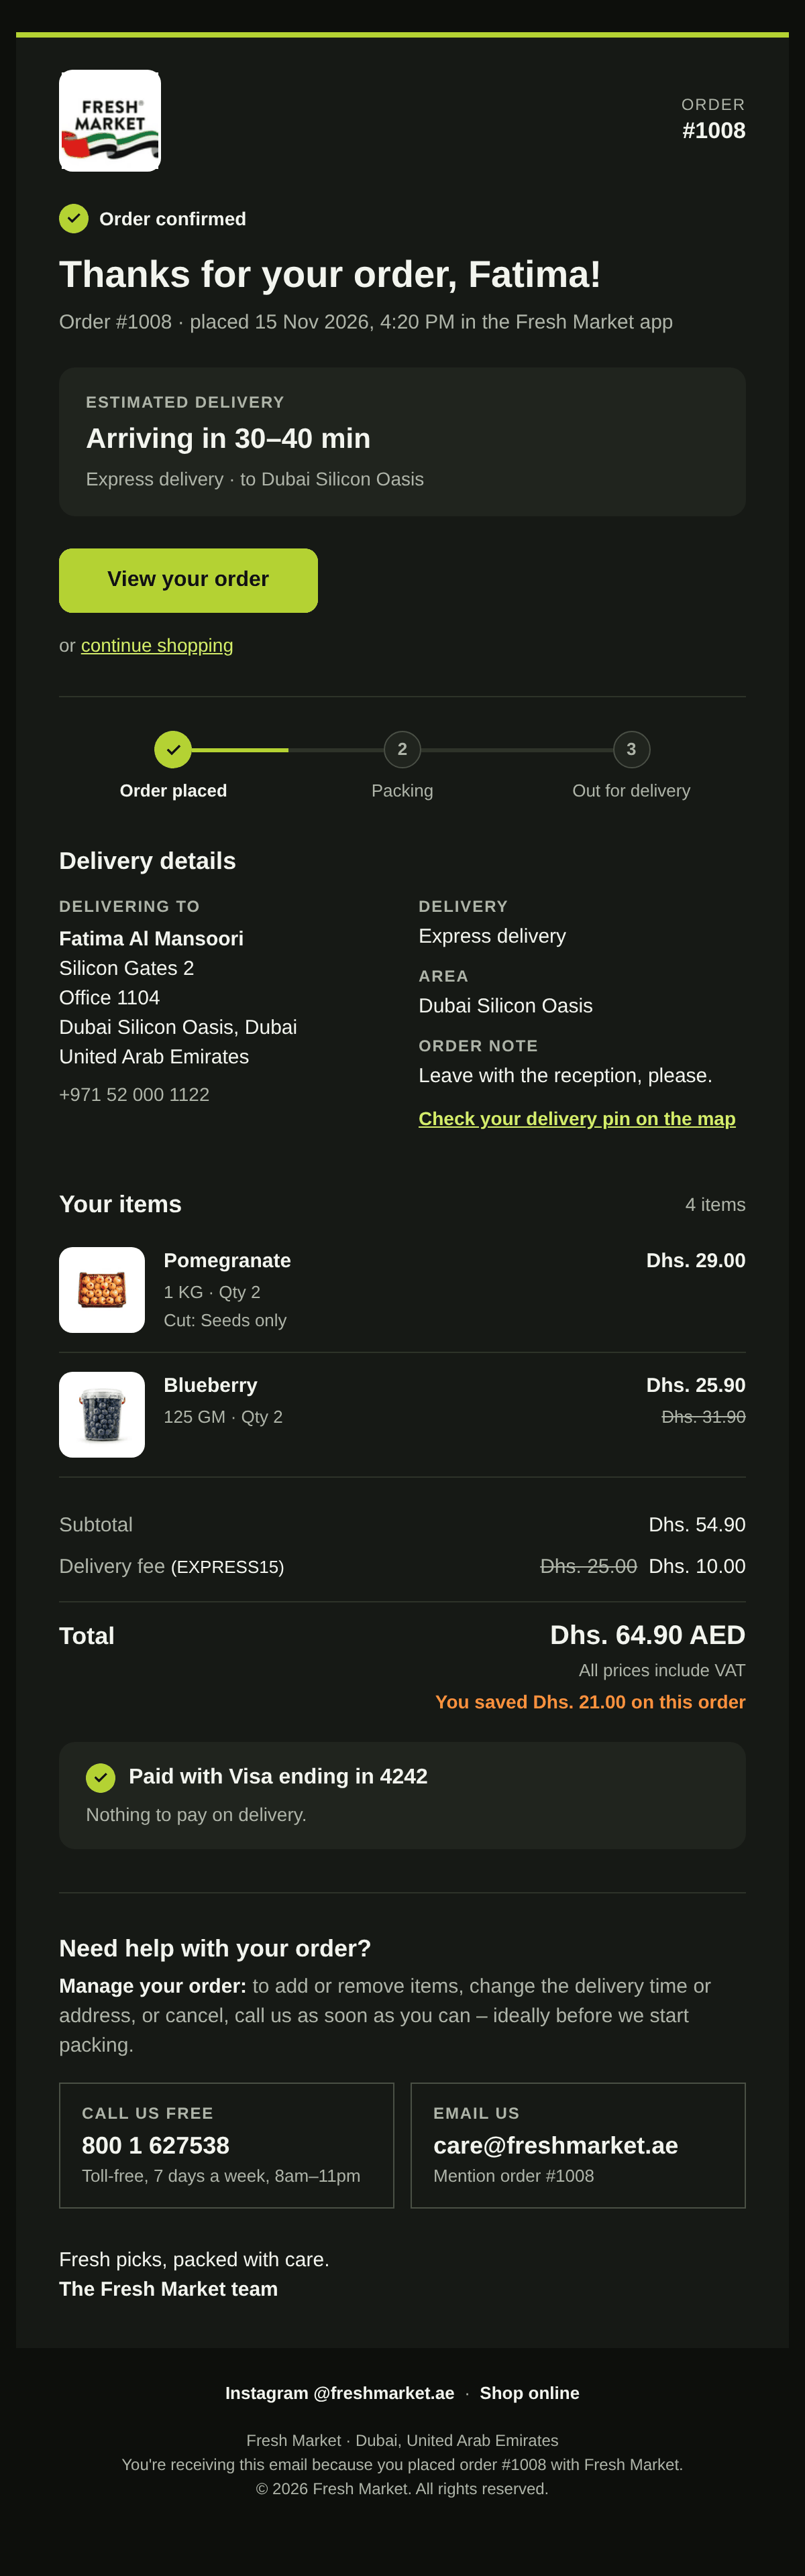 FRESH®
MARKET
ORDER
#1008
Order confirmed
Thanks for your order, Fatima!
Order #1008 · placed 15 Nov 2026, 4:20 PM in the Fresh Market app
ESTIMATED DELIVERY
Arriving in 30–40 min
Express delivery · to Dubai Silicon Oasis
View your order
or continue shopping
2
3
Order placed
Packing
Out for delivery
Delivery details
DELIVERING TO
Fatima Al Mansoori
Silicon Gates 2
Office 1104
Dubai Silicon Oasis, Dubai
United Arab Emirates
+971 52 000 1122
DELIVERY
Express delivery
AREA
Dubai Silicon Oasis
ORDER NOTE
Leave with the reception, please.
Check your delivery pin on the map
Your items
4 items
Pomegranate
Dhs. 29.00
1 KG · Qty 2
Cut: Seeds only
Blueberry
Dhs. 25.90
125 GM · Qty 2
Dhs. 31.90
Subtotal
Dhs. 54.90
Delivery fee (EXPRESS15)
Dhs. 25.00 Dhs. 10.00
Total
Dhs. 64.90 AED
All prices include VAT
You saved Dhs. 21.00 on this order
Paid with Visa ending in 4242
Nothing to pay on delivery.
Need help with your order?
Manage your order: to add or remove items, change the delivery time or
address, or cancel, call us as soon as you can – ideally before we start
packing.
CALL US FREE
800 1 627538
Toll-free, 7 days a week, 8am–11pm
EMAIL US
care@freshmarket.ae
Mention order #1008
Fresh picks, packed with care.
The Fresh Market team
Instagram @freshmarket.ae · Shop online
Fresh Market · Dubai, United Arab Emirates
You're receiving this email because you placed order #1008 with Fresh Market.
© 2026 Fresh Market. All rights reserved.